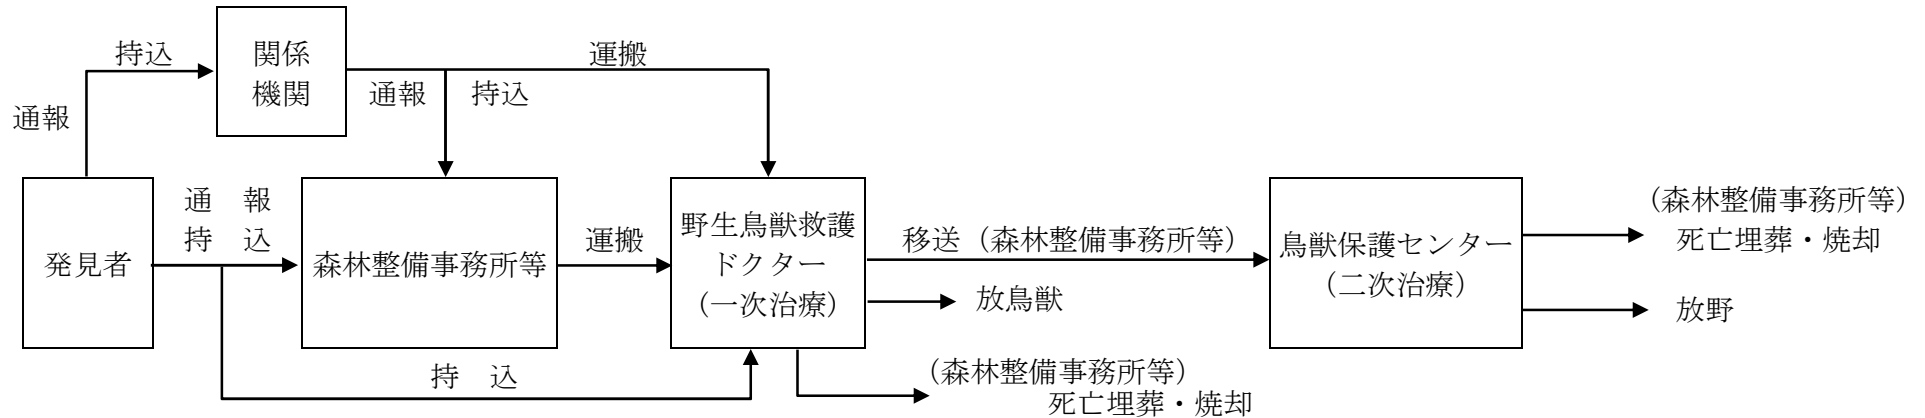 関係
機関
持込
運搬
通報
通報 持込
発見者
通 報
持 込
森林整備事務所等
運搬
野生鳥獣救護
ドクター
（一次治療）
移送（森林整備事務所等）
放鳥獣
鳥獣保護センター
（二次治療）
（森林整備事務所等）
死亡埋葬・焼却
放野
持 込
（森林整備事務所等）
死亡埋葬・焼却